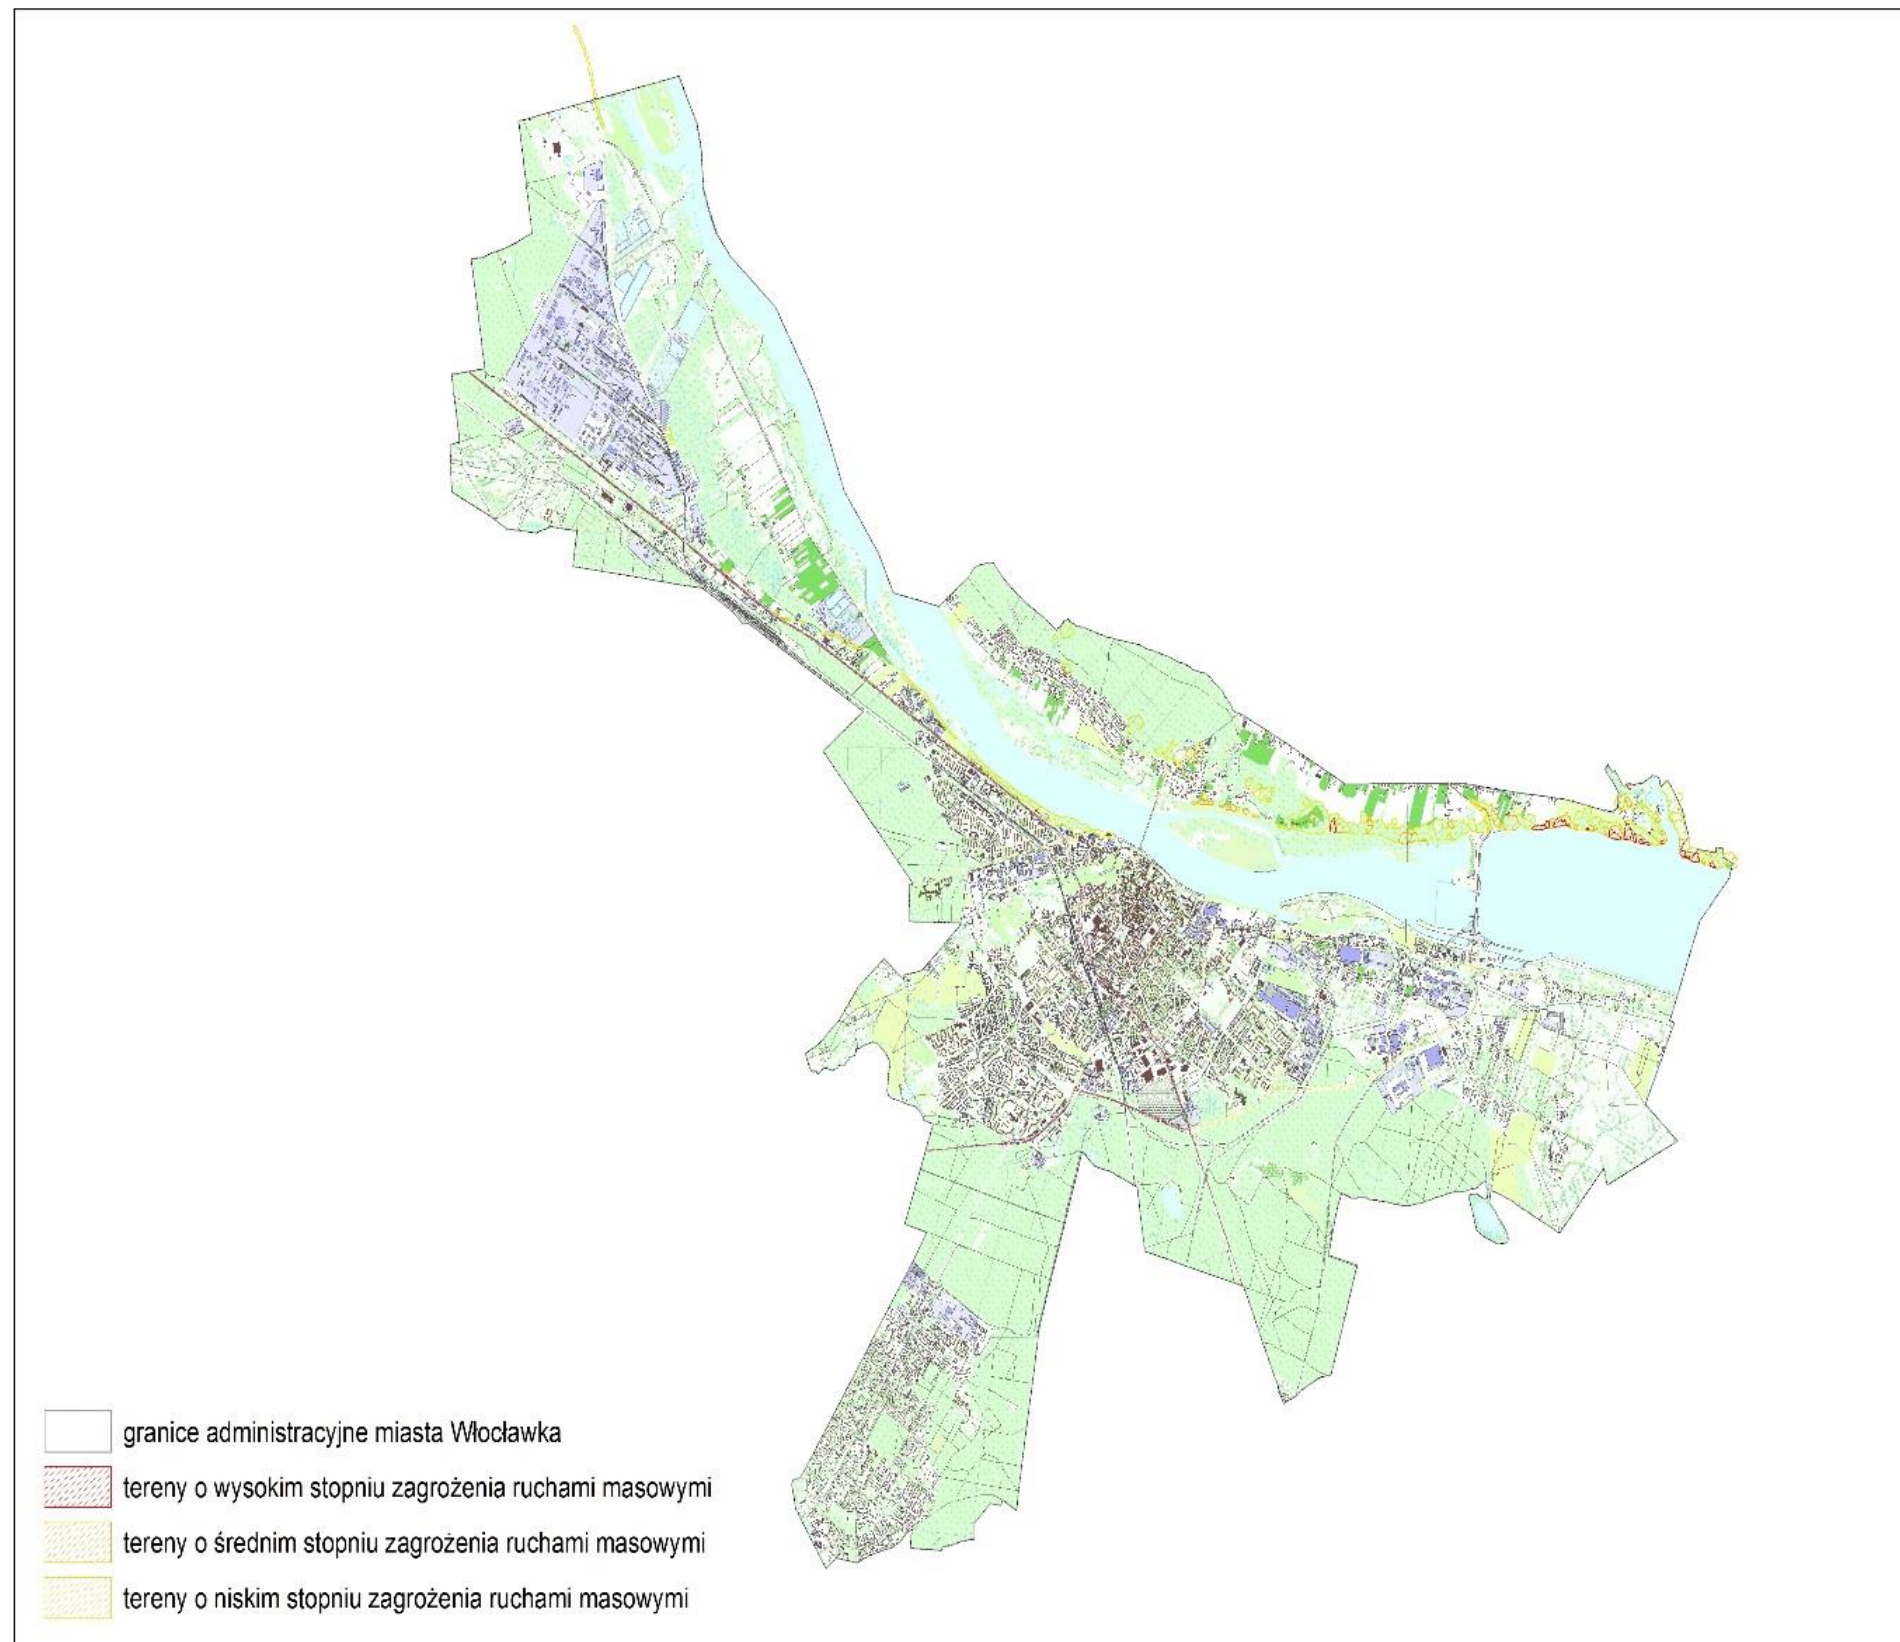 granice administracyjne miasta Włocławka
tereny o wysokim stopniu zagrożenia ruchami masowymi
tereny o średnim stopniu zagrożenia ruchami masowymi
tereny o niskim stopniu zagrożenia ruchami masowymi